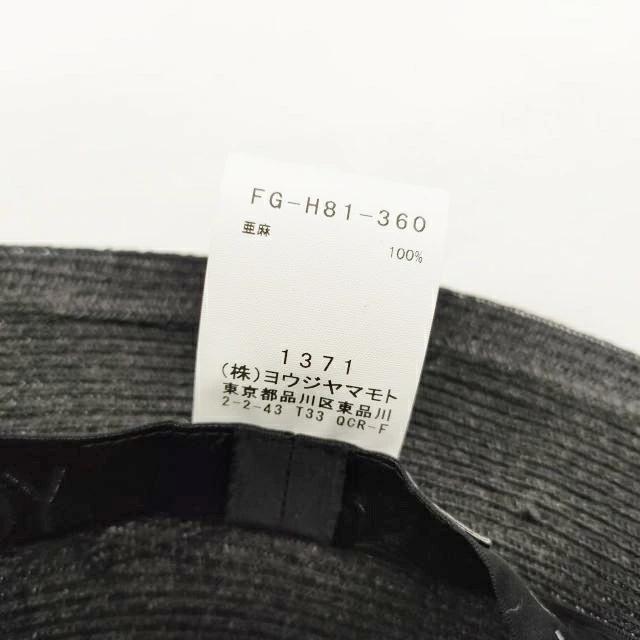 FG-H81-360
亜麻 100%
1371
(株)ヨウジヤマモト
東京都品川区東品川
2-2-43 T33 QCR-F